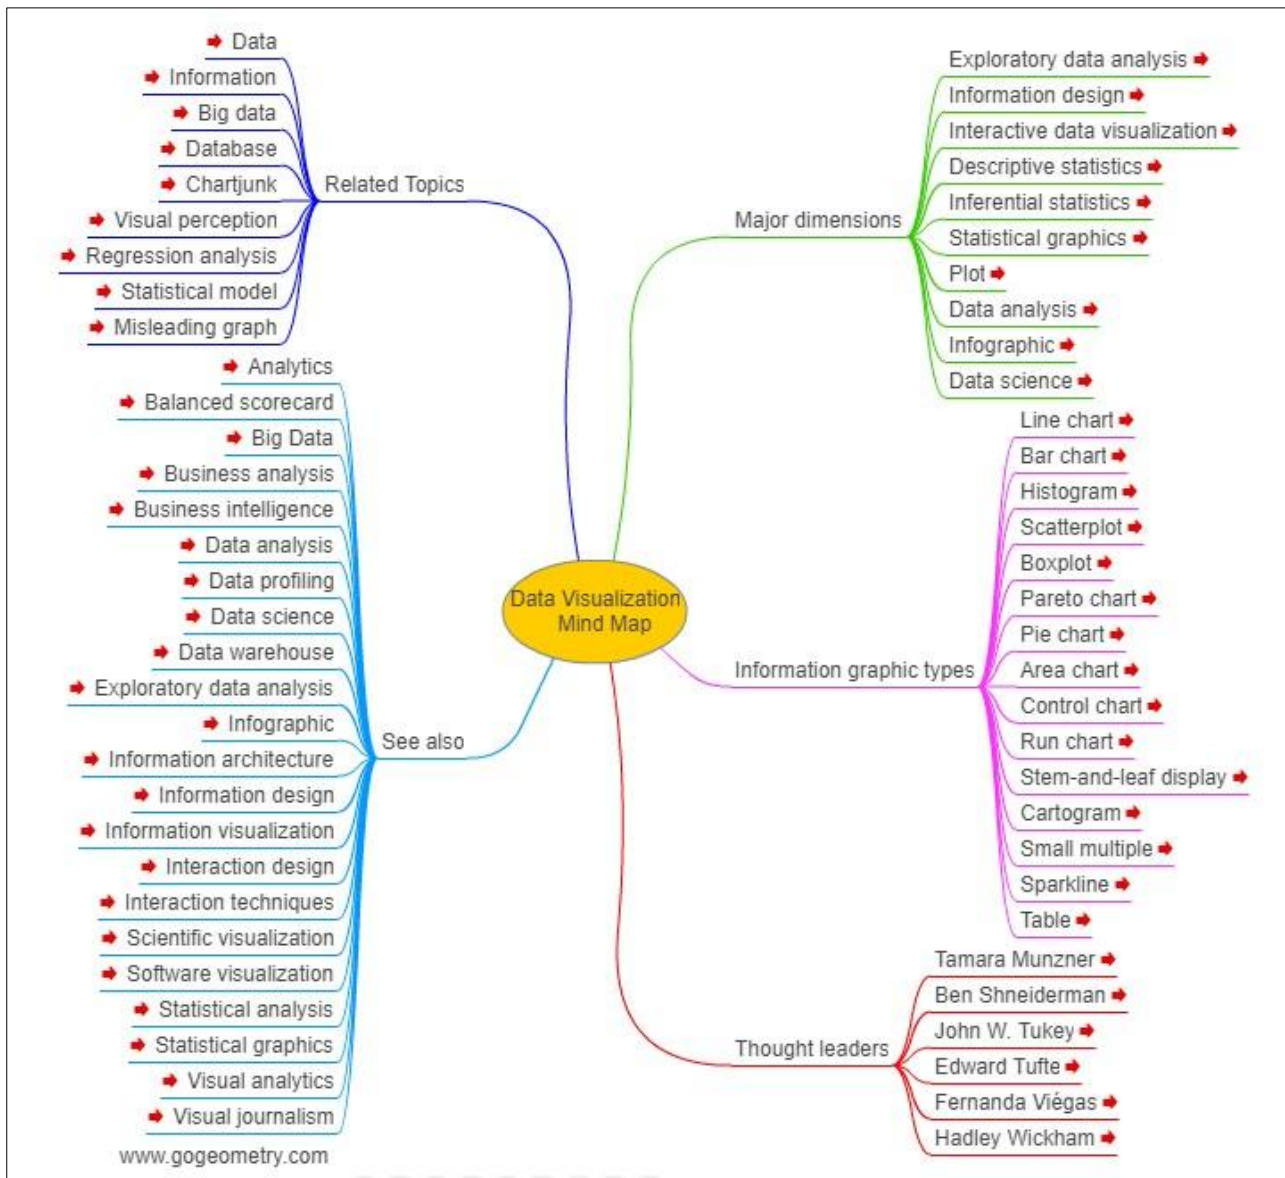 Data
Information
Big data
Database
Chartjunk
Visual perception
Regression analysis
Statistical model
Misleading graph
Related Topics
Analytics
Balanced scorecard
Big Data
Business analysis
Business intelligence
Data analysis
Data profiling
Data science
Data warehouse
Exploratory data analysis
Infographic
Information architecture
Information design
Information visualization
Interaction design
Interaction techniques
Scientific visualization
Software visualization
Statistical analysis
Statistical graphics
Visual analytics
Visual journalism
See also
Data Visualization
Mind Map
Major dimensions
Exploratory data analysis
Information design
Interactive data visualization
Descriptive statistics
Inferential statistics
Statistical graphics
Plot
Data analysis
Infographic
Data science
Information graphic types
Line chart
Bar chart
Histogram
Scatterplot
Boxplot
Pareto chart
Pie chart
Area chart
Control chart
Run chart
Stem-and-leaf display
Cartogram
Small multiple
Sparkline
Table
Thought leaders
Tamara Munzner
Ben Shneiderman
John W. Tukey
Edward Tufte
Fernanda Viégas
Hadley Wickham
www.gogeometry.com